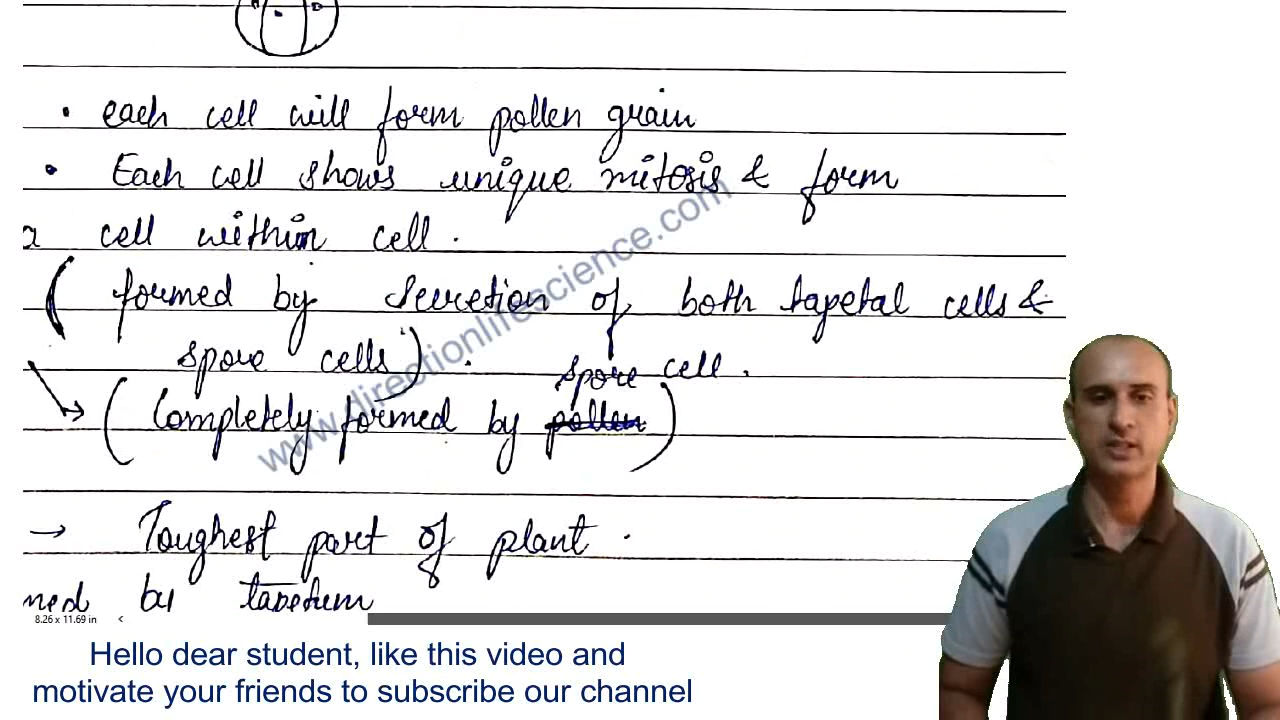 A D
• each cell will form pollen grain
• Each cell shows unique mitosis & form
a cell within cell.
( formed by secretion of both tapetal cells &
spore cells).
spore cell.
→ (Completely formed by pollen)
→ Toughest part of plant.
med by tapetum
www.directionlifescience.com
8.26 x 11.69 in <
Hello dear student, like this video and
motivate your friends to subscribe our channel